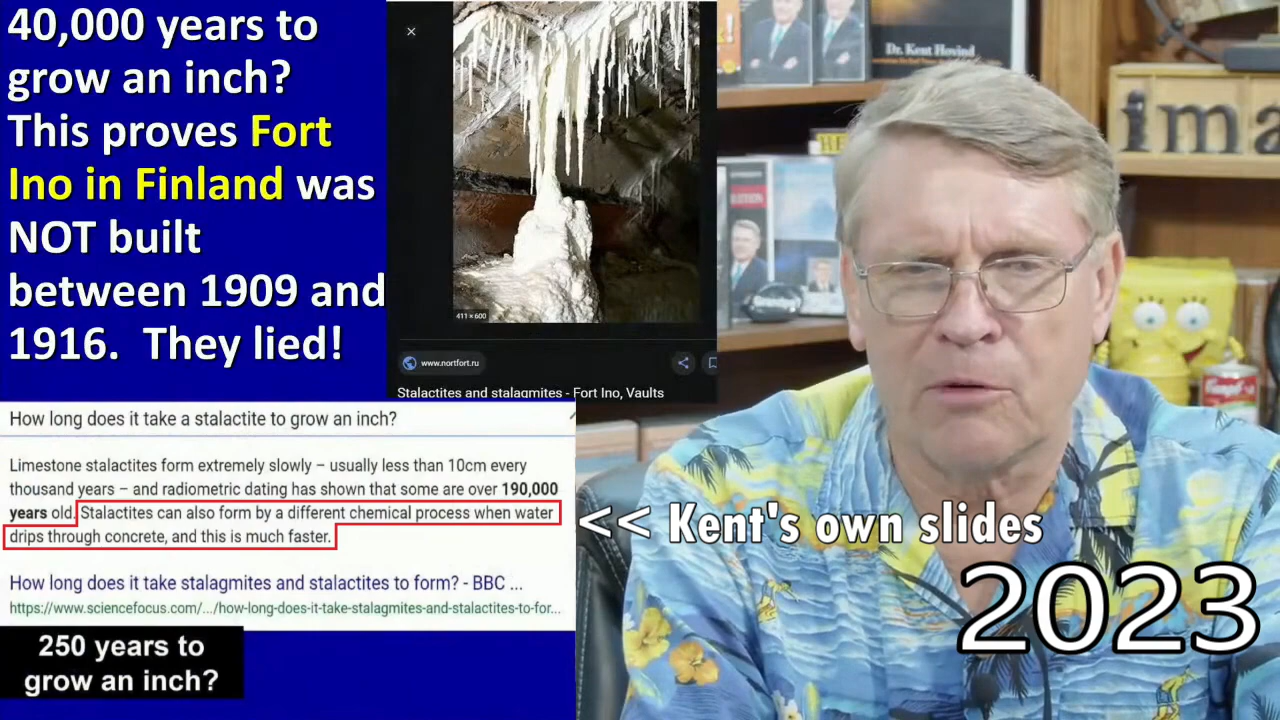 40,000 years to
grow an inch?
This proves Fort
Ino in Finland was
NOT built
between 1909 and
1916. They lied!
411 × 600
www.nortfort.ru
Stalactites and stalagmites - Fort Ino, Vaults
How long does it take a stalactite to grow an inch?
Limestone stalactites form extremely slowly – usually less than 10cm every
thousand years – and radiometric dating has shown that some are over 190,000
years old. Stalactites can also form by a different chemical process when water
drips through concrete, and this is much faster.
How long does it take stalagmites and stalactites to form? - BBC ...
https://www.sciencefocus.com/.../how-long-does-it-take-stalagmites-and-stalactites-to-for...
250 years to
grow an inch?
Dr. Kent Hovind
ima
HE
EDITION
Campbell's
<< Kent's own slides
2023